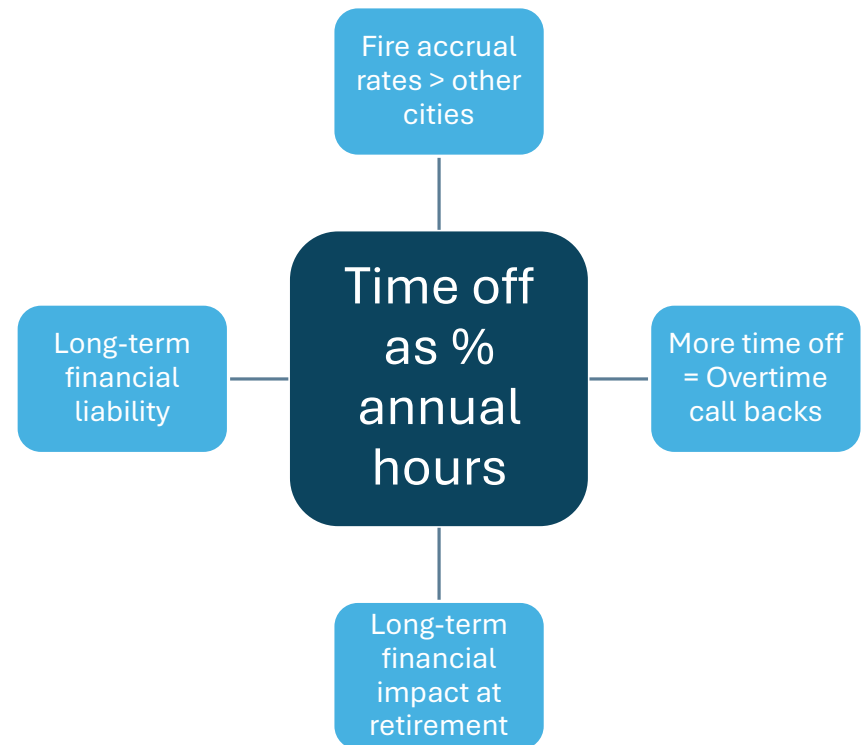 Fire accrual
rates > other
cities
Time off
as %
annual
hours
Long-term
financial
liability
More time off
= Overtime
call backs
Long-term
financial
impact at
retirement